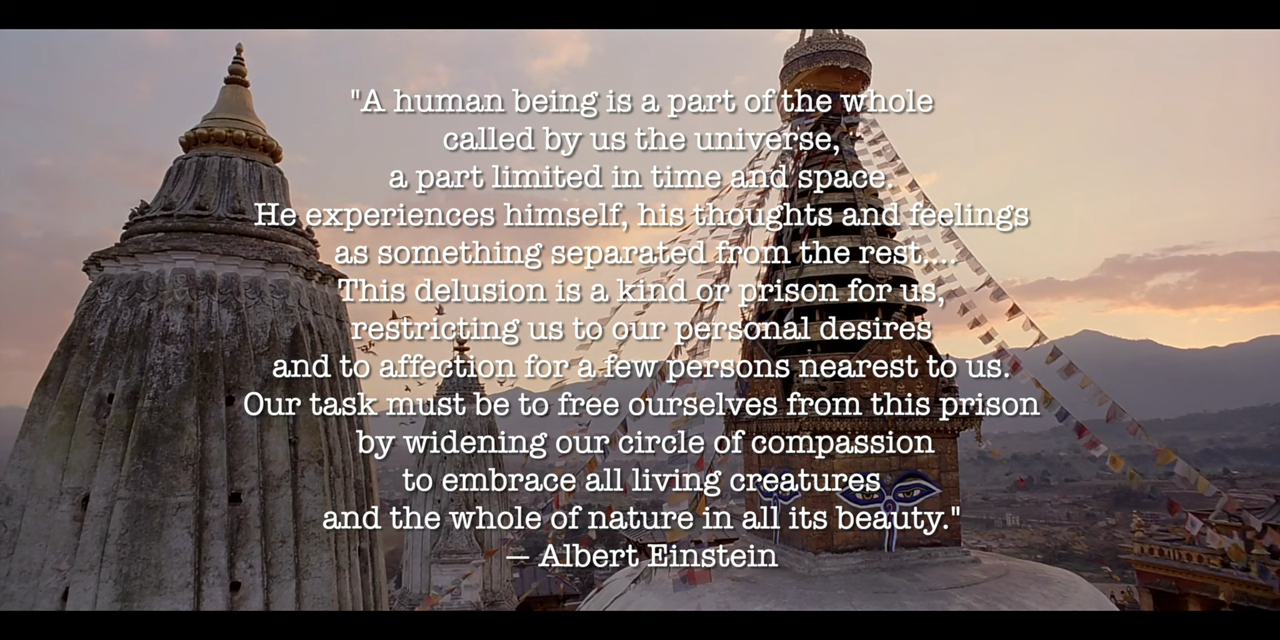 "A human being is a part of the whole
called by us the universe,
a part limited in time and space.
He experiences himself, his thoughts and feelings
as something separated from the rest,...
This delusion is a kind or prison for us,
restricting us to our personal desires
and to affection for a few persons nearest to us.
Our task must be to free ourselves from this prison
by widening our circle of compassion
to embrace all living creatures
and the whole of nature in all its beauty."
— Albert Einstein